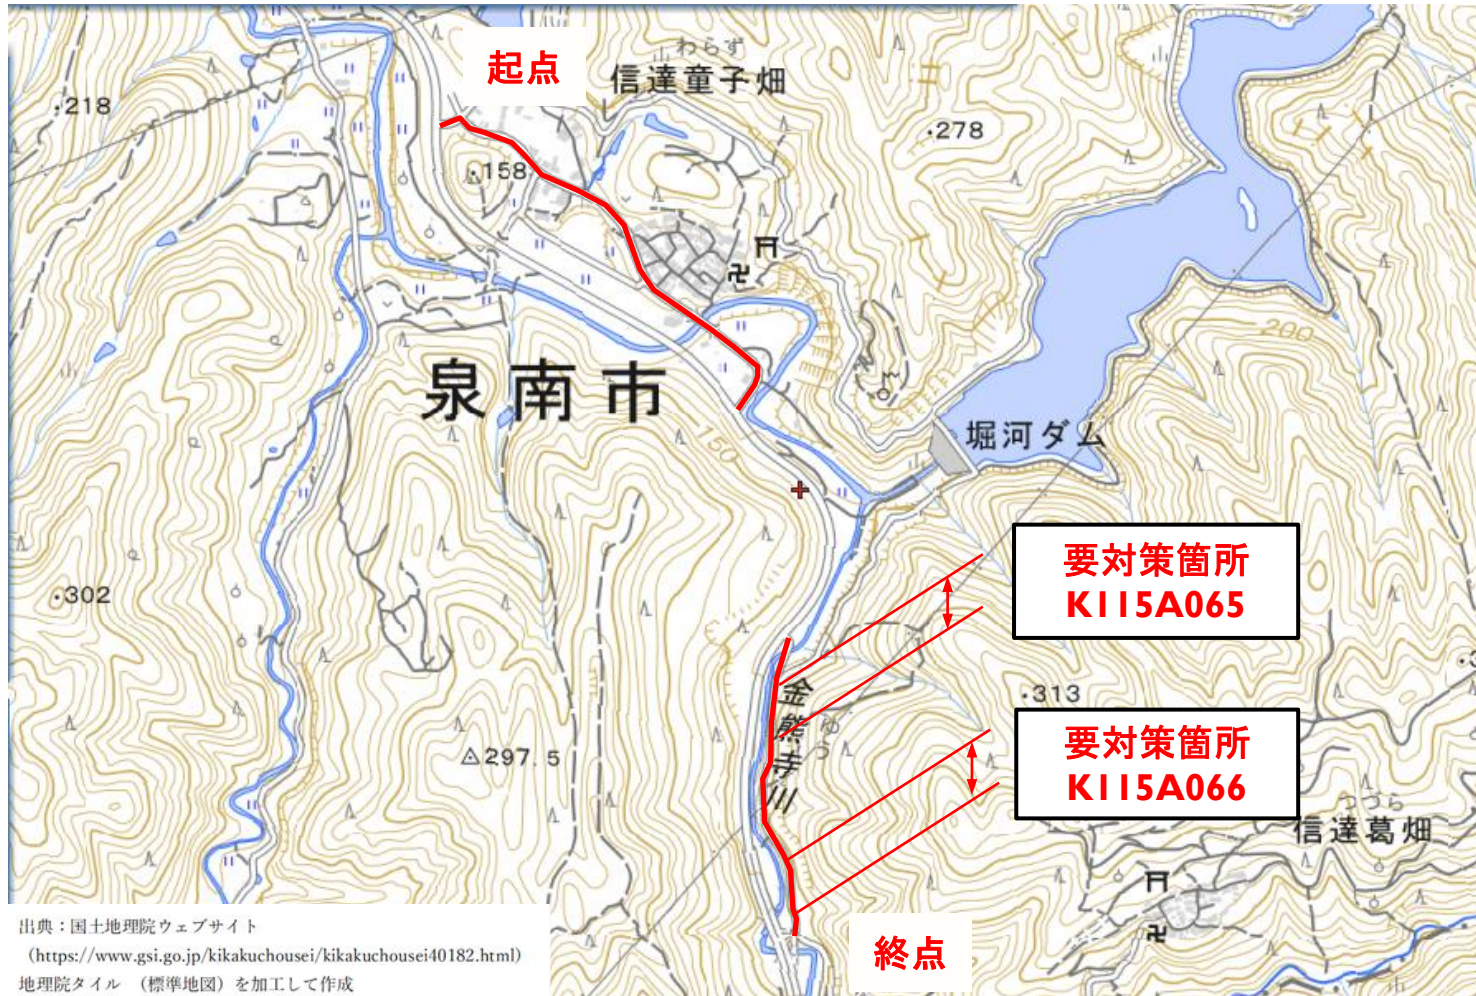 起点
わらず
信達童子畑
218
278
158
200
泉南市
150
堀河ダム
要対策箇所
K115A065
302
313
金熊寺川
ゆう
297.5
要対策箇所
K115A066
つづら
信達葛畑
終点
出典：国土地理院ウェブサイト
（https://www.gsi.go.jp/kikakuchousei/kikakuchousei40182.html）
地理院タイル （標準地図）を加工して作成